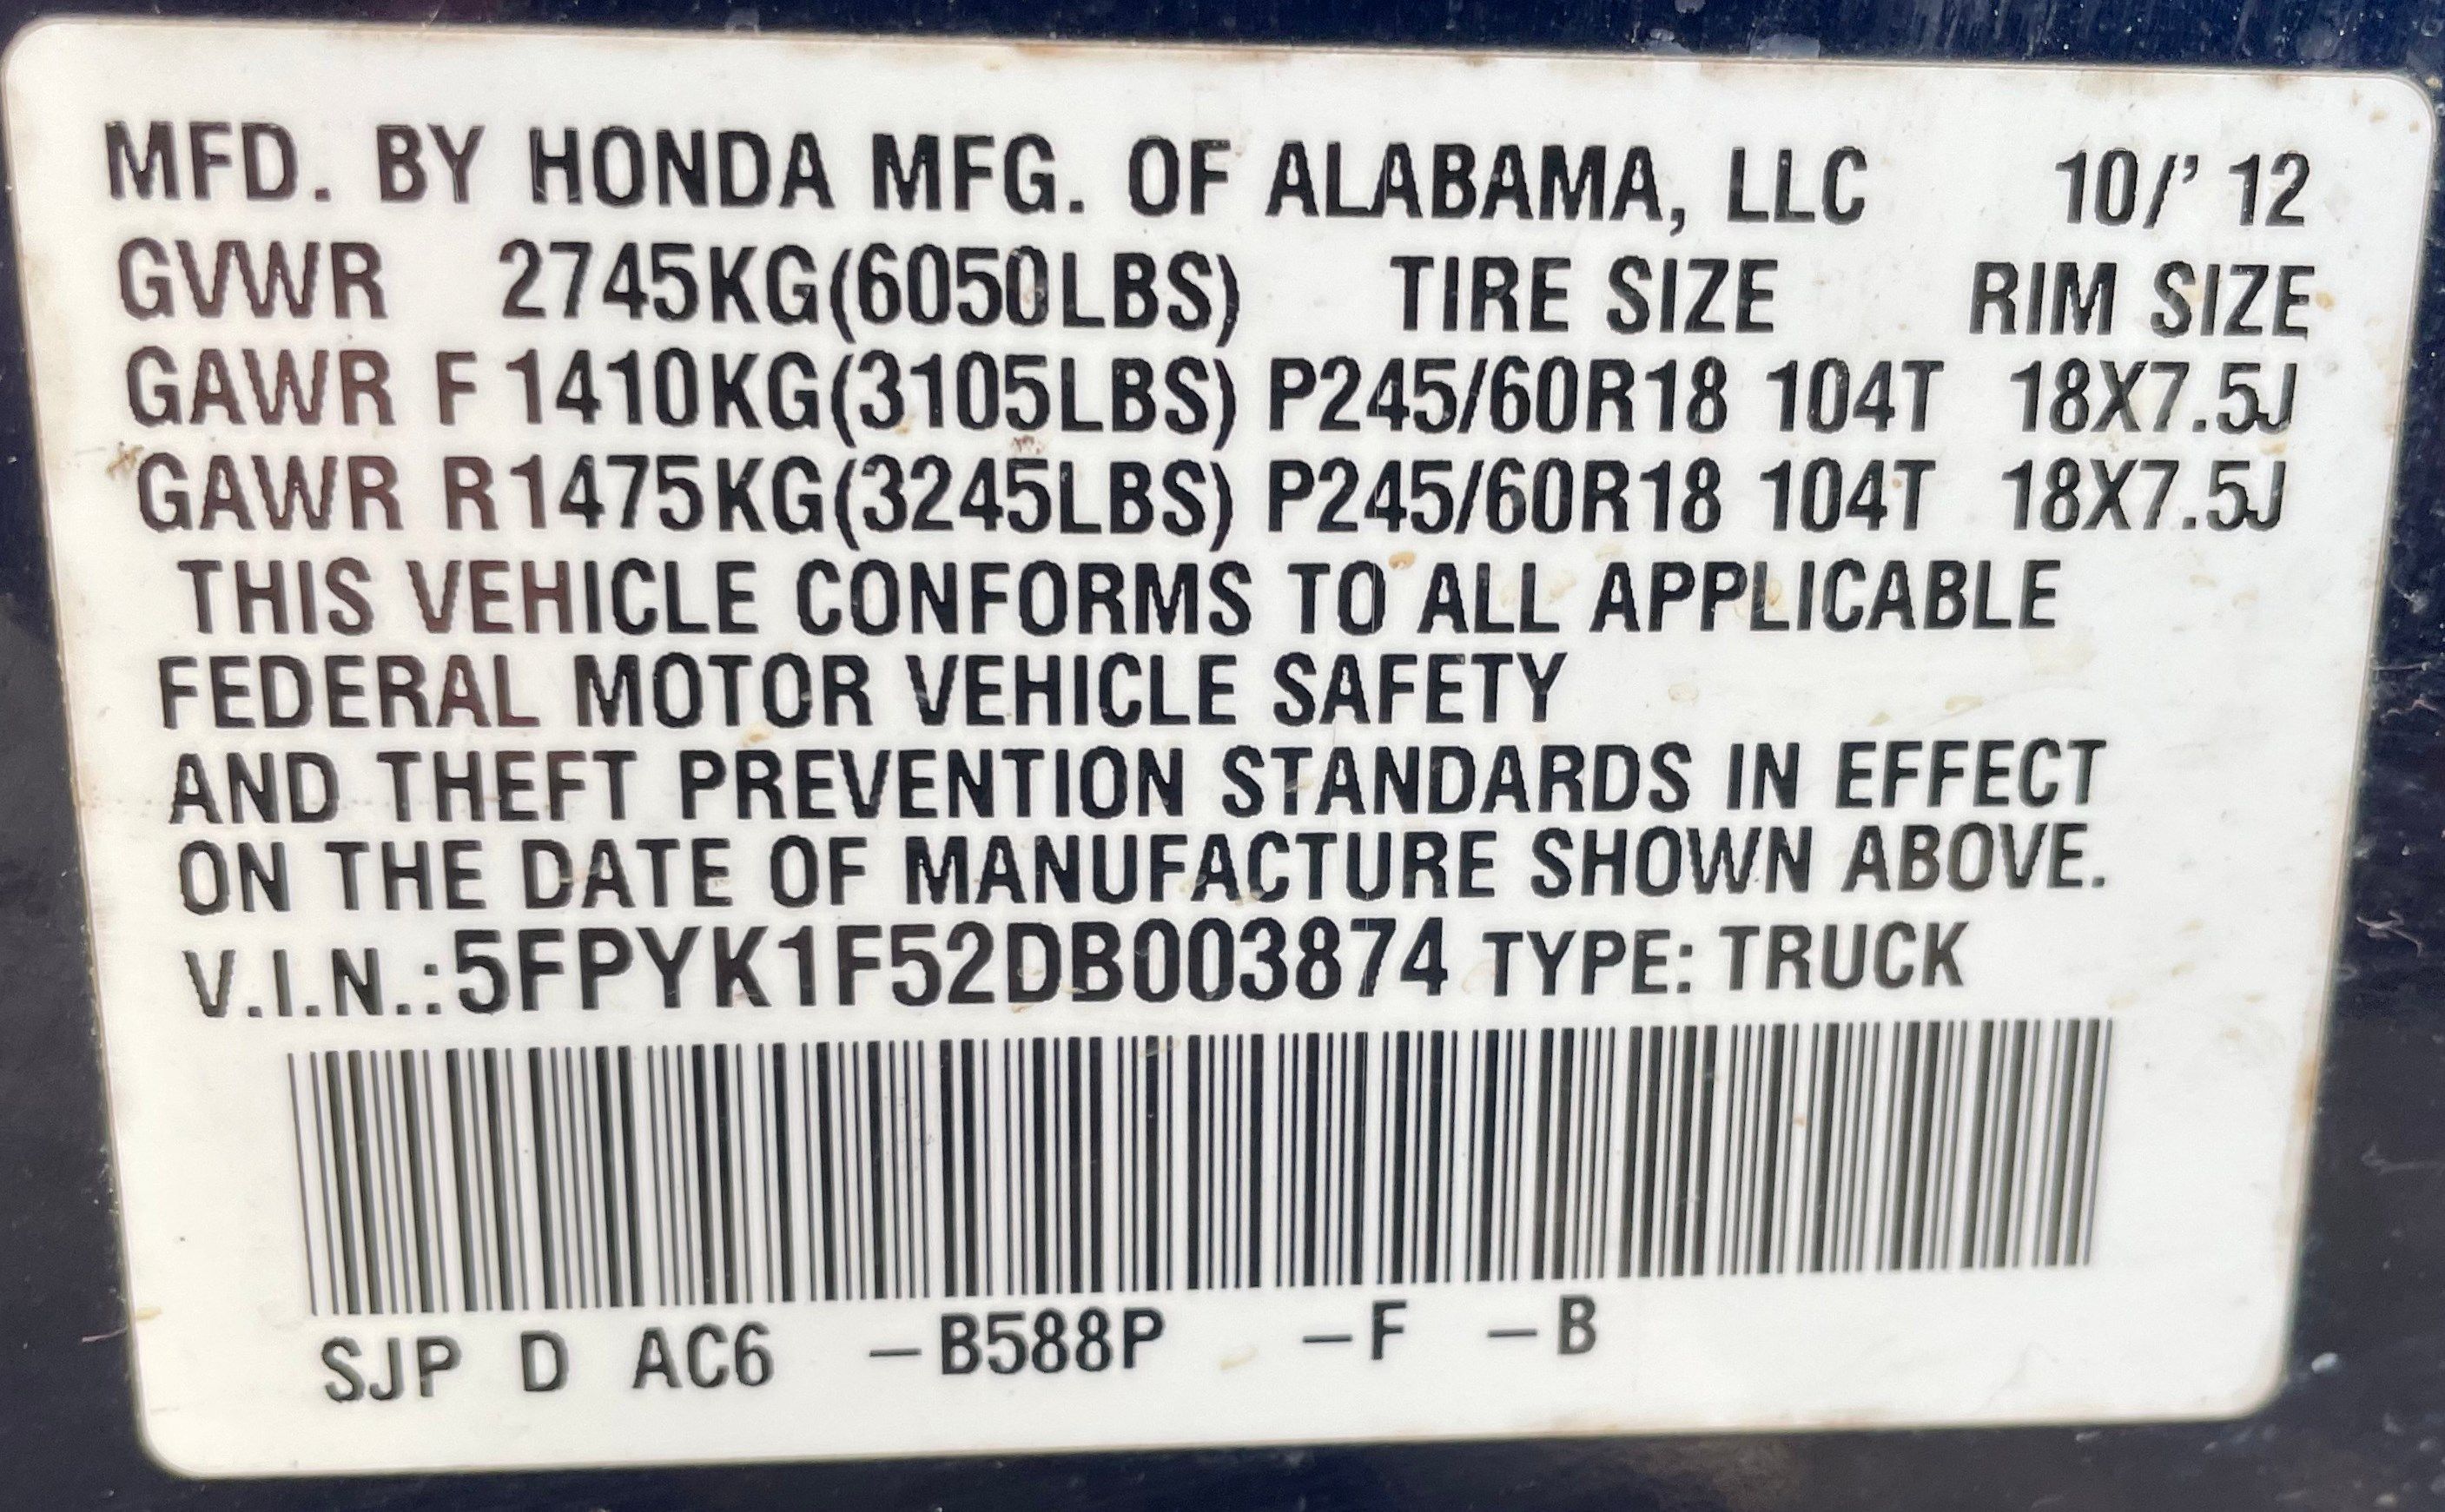 MFD. BY HONDA MFG. OF ALABAMA, LLC 10/' 12
GVWR 2745KG(6050LBS) TIRE SIZE RIM SIZE
GAWR F 1410KG(3105LBS) P245/60R18 104T 18X7.5J
GAWR R1475KG(3245LBS) P245/60R18 104T 18X7.5J
THIS VEHICLE CONFORMS TO ALL APPLICABLE
FEDERAL MOTOR VEHICLE SAFETY
AND THEFT PREVENTION STANDARDS IN EFFECT
ON THE DATE OF MANUFACTURE SHOWN ABOVE.
V.I.N.:5FPYK1F52DB003874 TYPE: TRUCK
SJP D AC6 –B588P –F –B